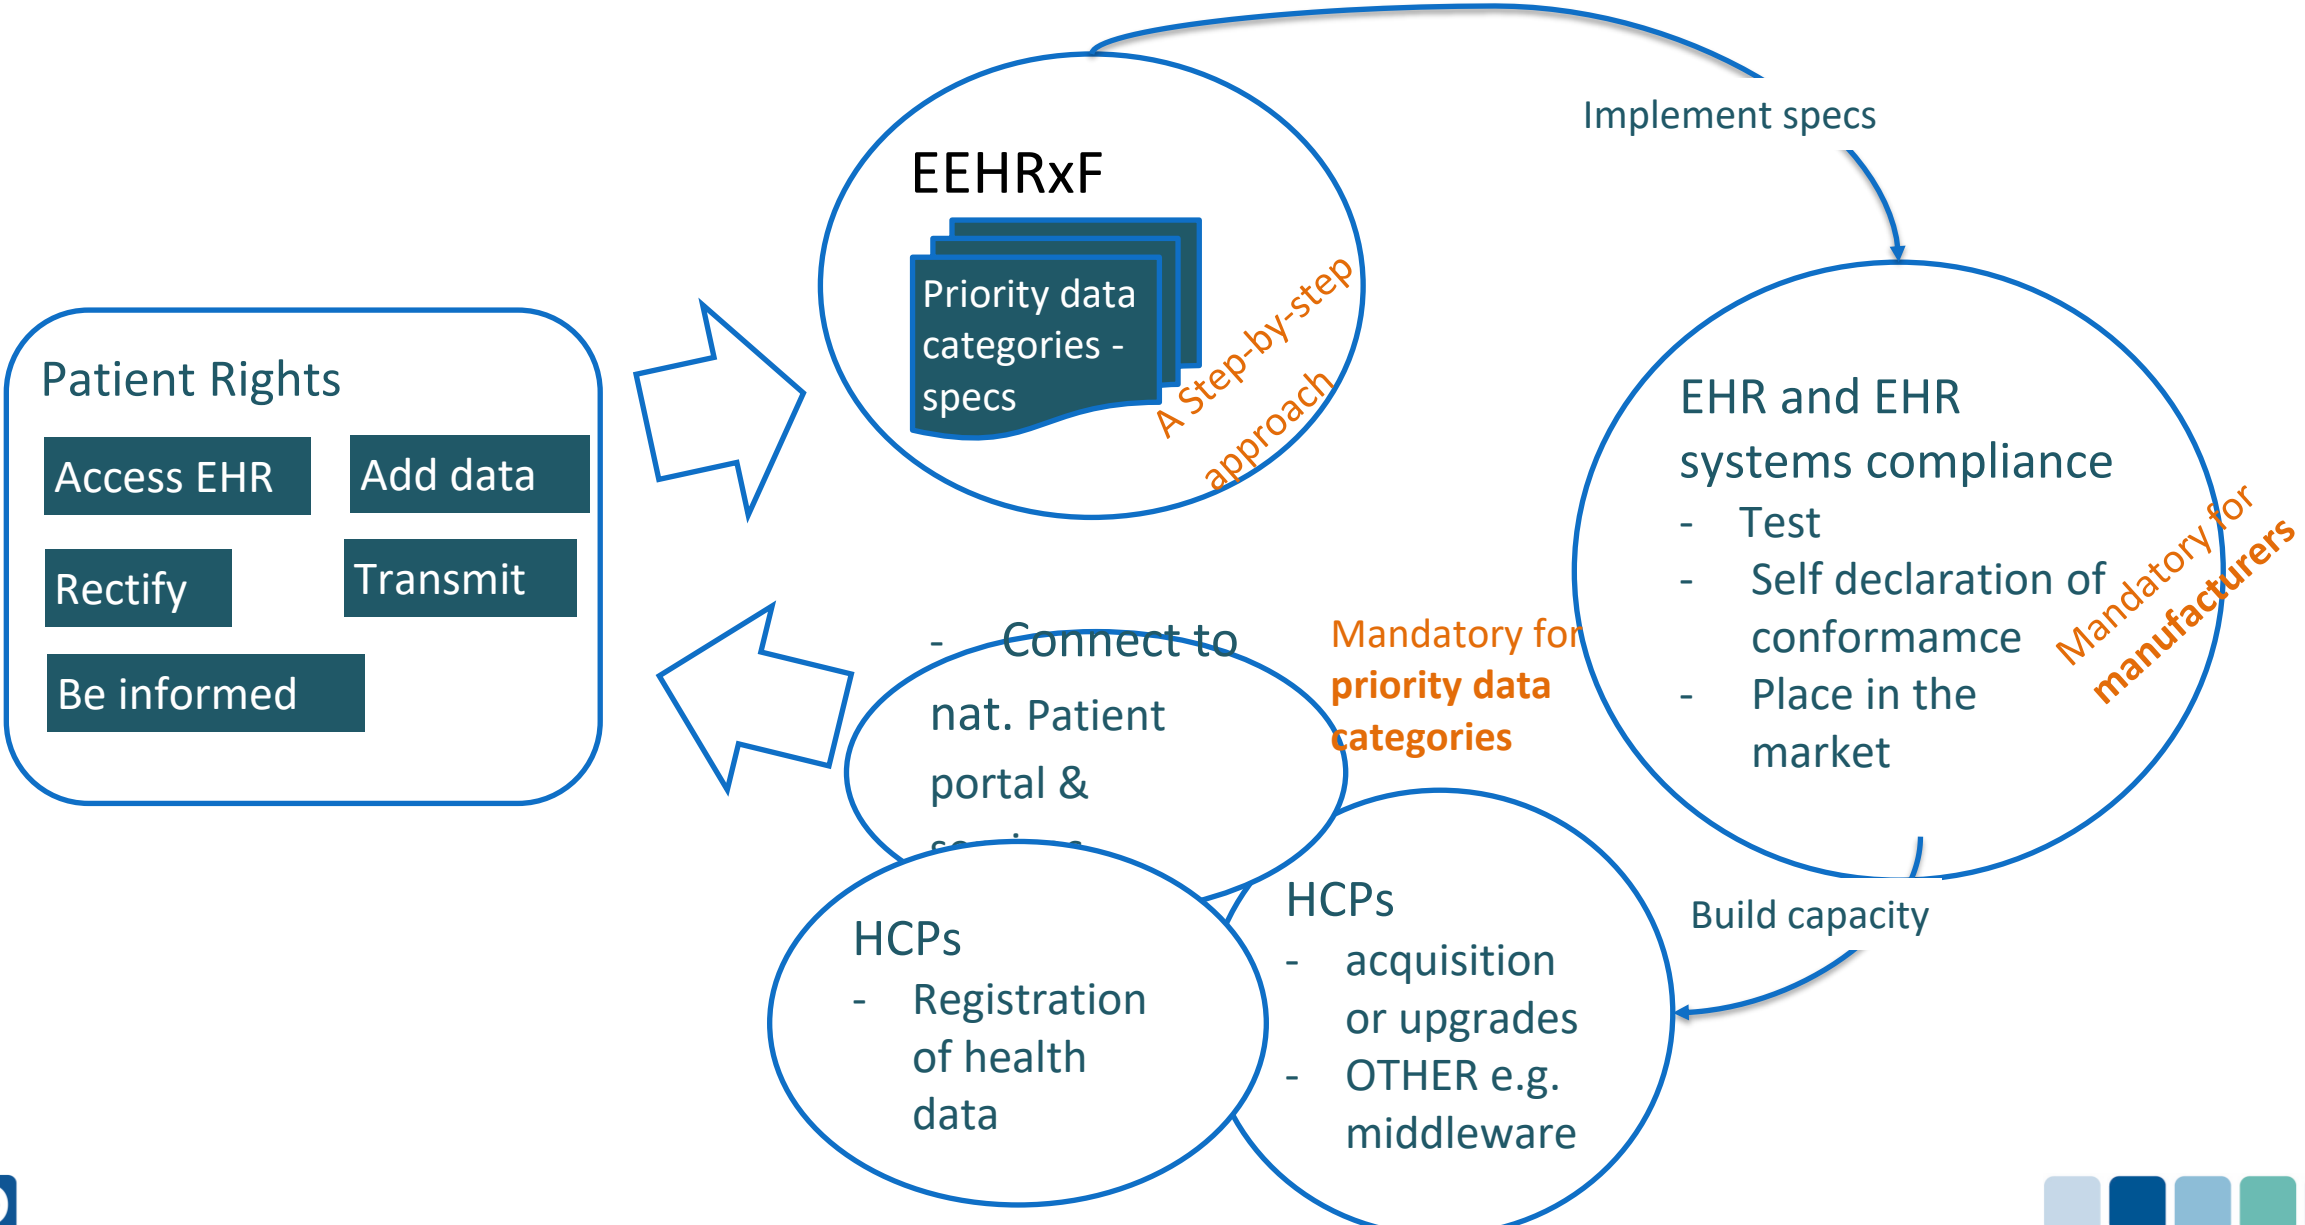 Implement specs
EEHRxF
Priority data
categories -
specs
A Step-by-step
approach
Patient Rights
Access EHR
Add data
Rectify
Transmit
Be informed
EHR and EHR
systems compliance
- Test
- Self declaration of
conformamce
- Place in the
market
Mandatory for
manufacturers
- Connect to
nat. Patient
portal &
Mandatory for
priority data
categories
Build capacity
HCPs
- acquisition
or upgrades
- OTHER e.g.
middleware
HCPs
- Registration
of health
data